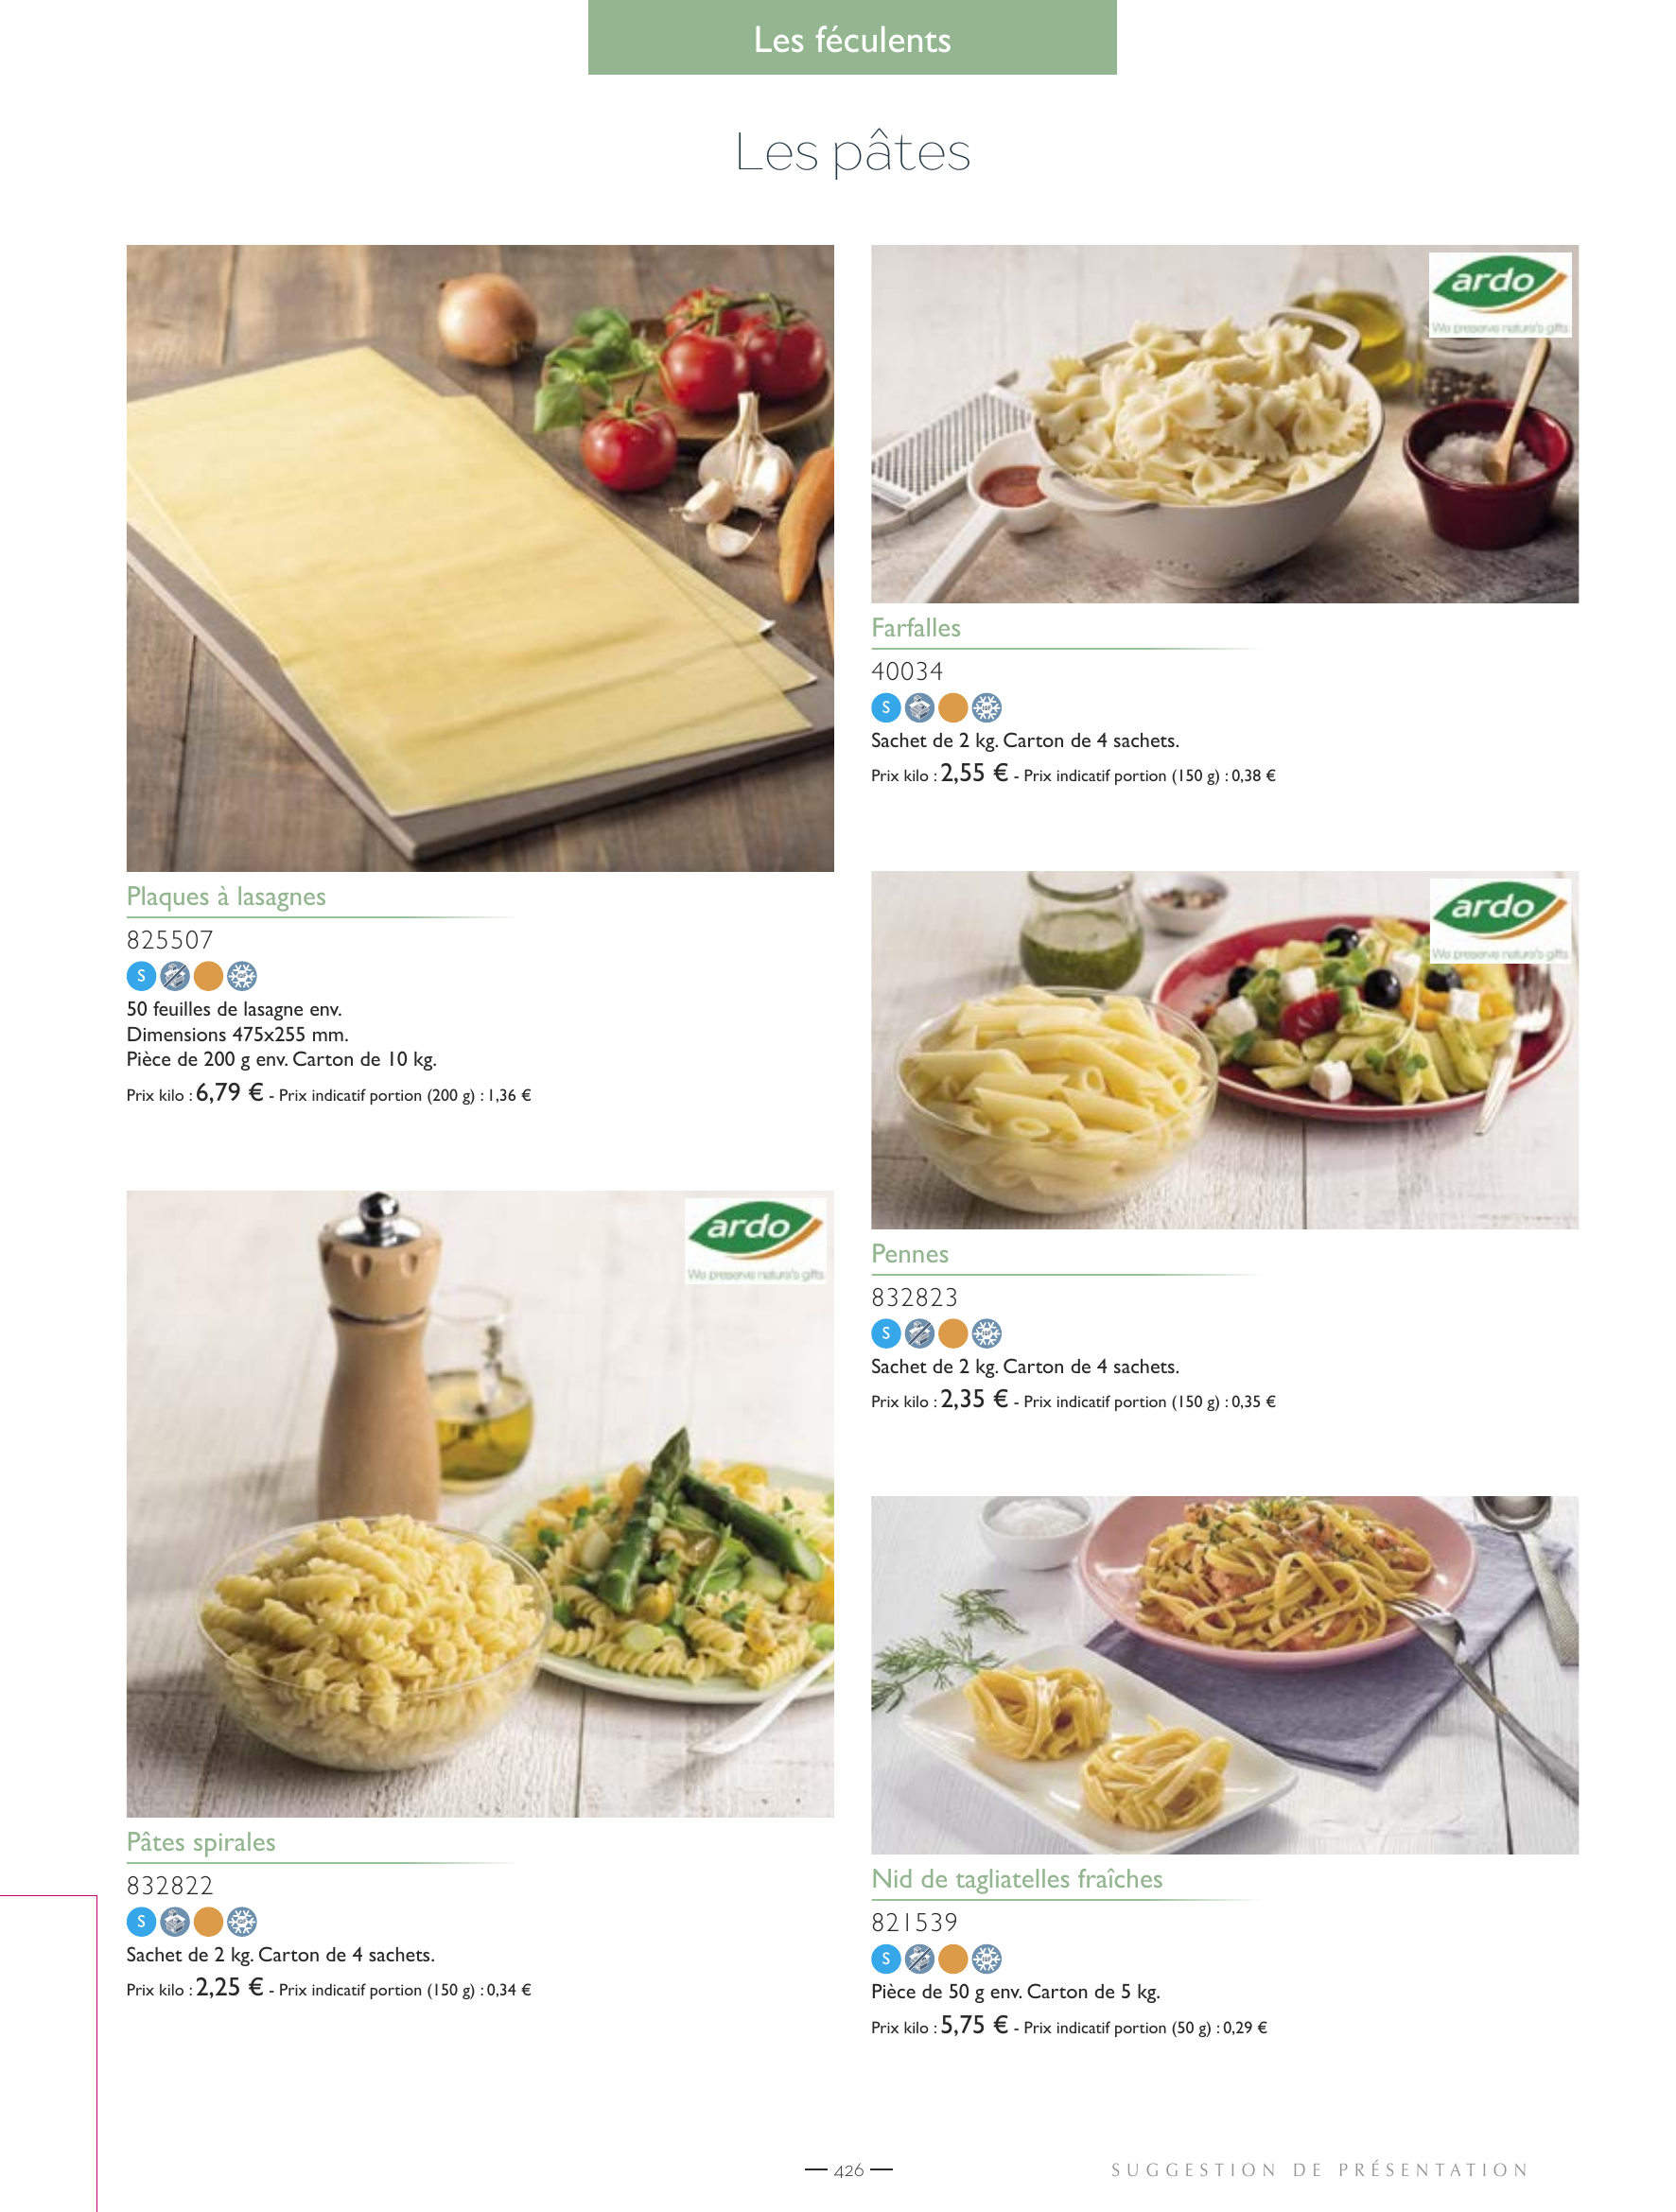 Les féculents
Les pâtes
Plaques à lasagnes
825507
S
50 feuilles de lasagne env.
Dimensions 475x255 mm.
Pièce de 200 g env. Carton de 10 kg.
Prix kilo : 6,79 € - Prix indicatif portion (200 g) : 1,36 €
ardo
We preserve nature's gifts
Pâtes spirales
832822
S
Sachet de 2 kg. Carton de 4 sachets.
Prix kilo : 2,25 € - Prix indicatif portion (150 g) : 0,34 €
ardo
We preserve nature's gifts
Farfalles
40034
S
Sachet de 2 kg. Carton de 4 sachets.
Prix kilo : 2,55 € - Prix indicatif portion (150 g) : 0,38 €
ardo
We preserve nature's gifts
Pennes
832823
S
Sachet de 2 kg. Carton de 4 sachets.
Prix kilo : 2,35 € - Prix indicatif portion (150 g) : 0,35 €
Nid de tagliatelles fraîches
821539
S
Pièce de 50 g env. Carton de 5 kg.
Prix kilo : 5,75 € - Prix indicatif portion (50 g) : 0,29 €
426
SUGGESTION DE PRÉSENTATION